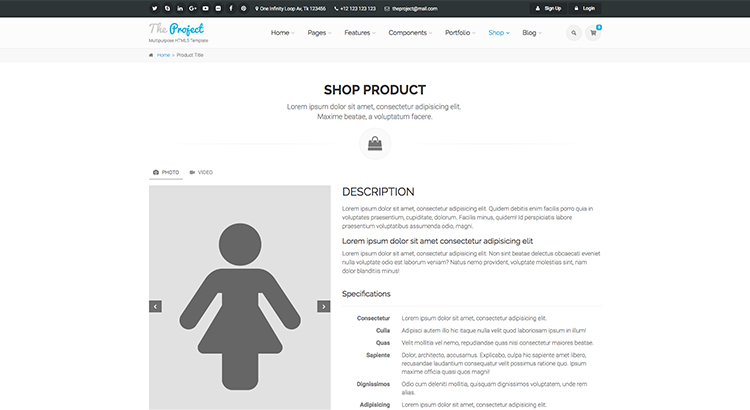 One Infinity Loop Av, Tk 123456
+12 123 123 123
theproject@mail.com
Sign Up
Login
The Project
Multipurpose HTML5 Template
Home
Pages
Features
Components
Portfolio
Shop
Blog
Home
Product Title
SHOP PRODUCT
Lorem ipsum dolor sit amet, consectetur adipisicing elit.
Maxime beatae, a voluptatum facere.
PHOTO
VIDEO
DESCRIPTION
Lorem ipsum dolor sit amet, consectetur adipisicing elit. Quidem debitis enim facilis porro quia in
voluptates praesentium, cupiditate, dolorum. Facilis minus, quidem! Id perspiciatis labore
praesentium voluptatibus assumenda odio, magni.
Lorem ipsum dolor sit amet consectetur adipisicing elit
Lorem ipsum dolor sit amet, consectetur adipisicing elit. Non sint beatae delectus obcaecati eveniet
nulla voluptate odio est laborum veniam? Natus nemo provident, voluptate molestias sint, nam
dolor blanditiis minus!
Specifications
Consectetur Lorem ipsum dolor sit amet, consectetur adipisicing elit.
Culla Adipisci autem illo hic itaque nulla quod laboriosam ipsum in illum!
Quas Velit mollitia vel nemo, repudiandae quas nisi consectetur maiores beatae.
Sapiente Dolor, architecto, accusamus. Explicabo, culpa hic sapiente amet libero,
recusandae laudantium consequatur velit possimus ratione quo. Ipsum
maxime officia quasi quos magni!
Dignissimos Odio cum deleniti mollitia, quisquam dignissimos voluptatem, unde rem
alias.
Adipisicing Lorem ipsum dolor sit amet, consectetur adipisicing elit.